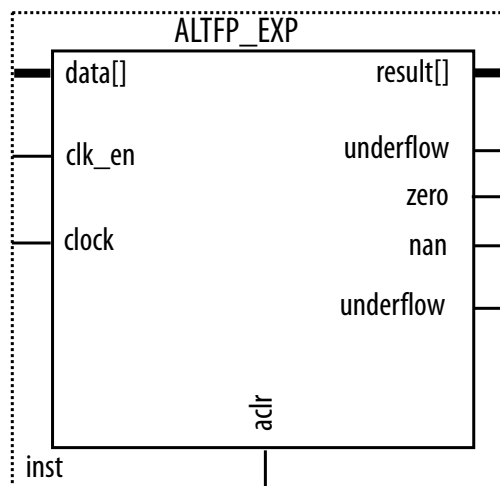 ALTFP_EXP
data[]
result[]
clk_en
underflow
zero
clock
nan
underflow
aclr
inst